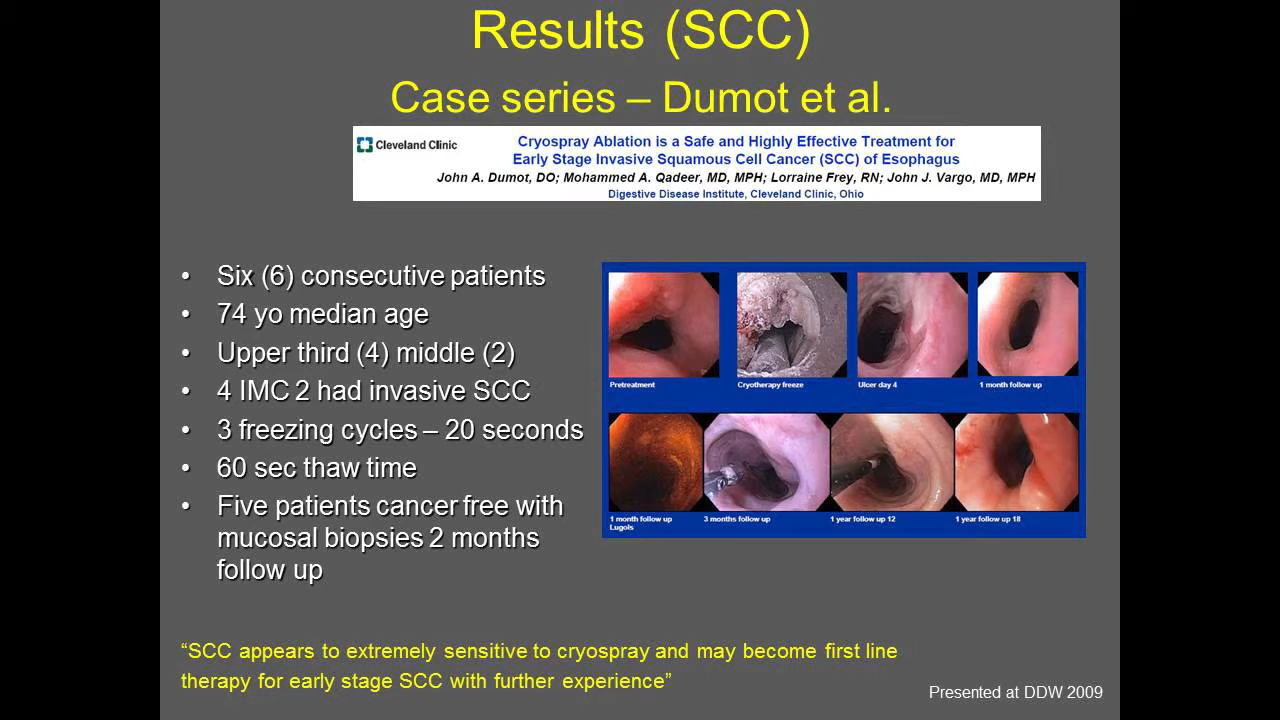 Results (SCC)
Case series – Dumot et al.
Cleveland Clinic
Cryospray Ablation is a Safe and Highly Effective Treatment for
Early Stage Invasive Squamous Cell Cancer (SCC) of Esophagus
John A. Dumot, DO; Mohammed A. Qadeer, MD, MPH; Lorraine Frey, RN; John J. Vargo, MD, MPH
Digestive Disease Institute, Cleveland Clinic, Ohio
• Six (6) consecutive patients
• 74 yo median age
• Upper third (4) middle (2)
• 4 IMC 2 had invasive SCC
• 3 freezing cycles – 20 seconds
• 60 sec thaw time
• Five patients cancer free with
mucosal biopsies 2 months
follow up
Pretreatment
Cryotherapy freeze
Ulcer day 4
1 month follow up
1 month follow up
Lugols
3 months follow up
1 year follow up 12
1 year follow up 18
“SCC appears to extremely sensitive to cryospray and may become first line
therapy for early stage SCC with further experience”
Presented at DDW 2009